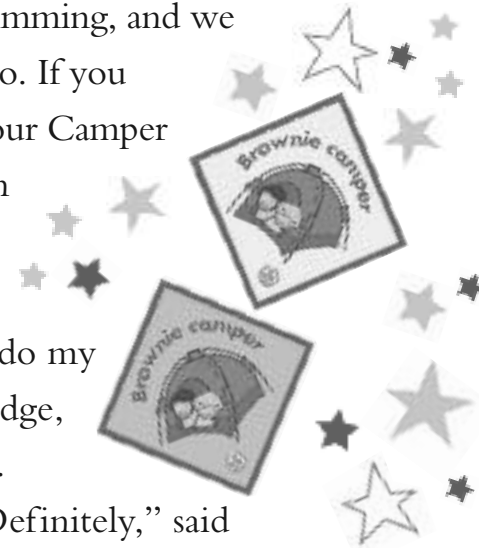 mming, and we
o. If you
our Camper
Brownie camper
n
do my
Brownie camper
dge,
.
Definitely,” said